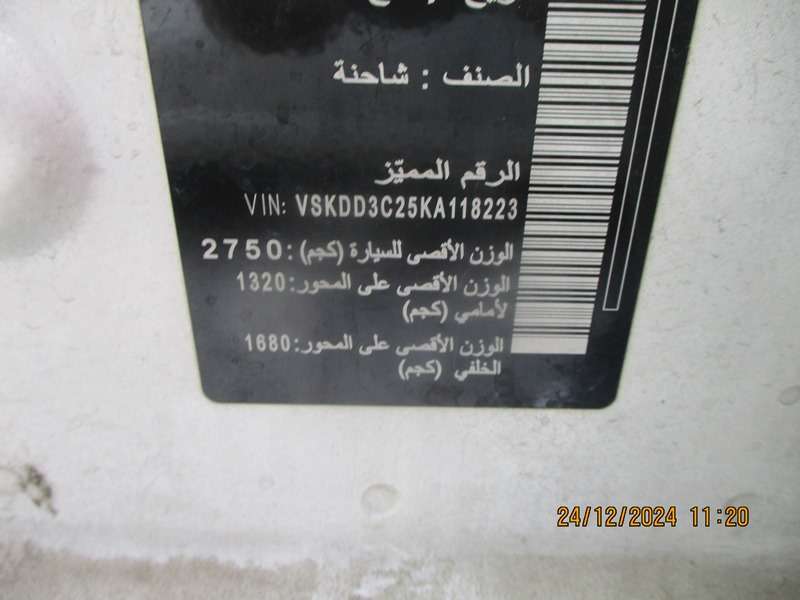 الصنف : شاحنة
الرقم المميّز
VIN: VSKDD3C25KA118223
الوزن الأقصى للسيارة (كجم): 2750
الوزن الأقصى على المحور: 1320
لأمامي (كجم)
الوزن الأقصى على المحور: 1680
الخلفي (كجم)
24/12/2024 11:20